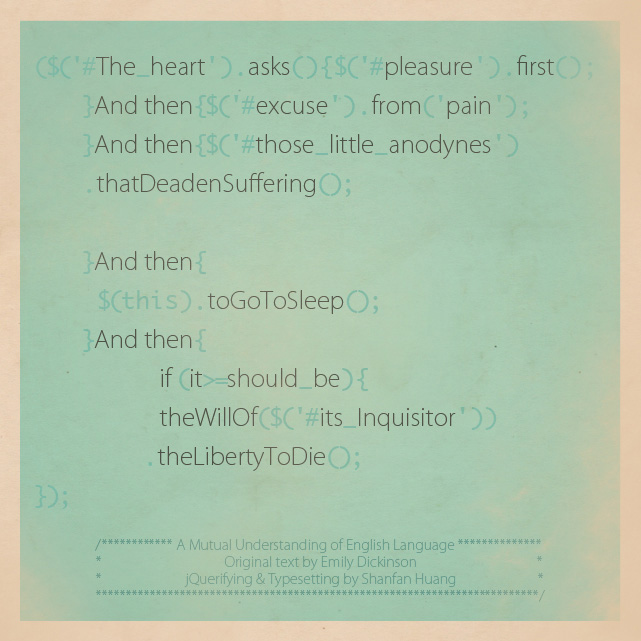 ($('#The_heart').asks(){$('#pleasure').first();
}And then{$('#excuse').from('pain');
}And then{$('#those_little_anodynes')
.thatDeadenSuffering();
}And then{
$(this).toGoToSleep();
}And then{
if (it>=should_be){
theWillOf($('#its_Inquisitor'))
.theLibertyToDie();
});
/************ A Mutual Understanding of English Language **************
* Original text by Emily Dickinson *
* jQuerifying & Typesetting by Shanfan Huang *
**************************************************************************/